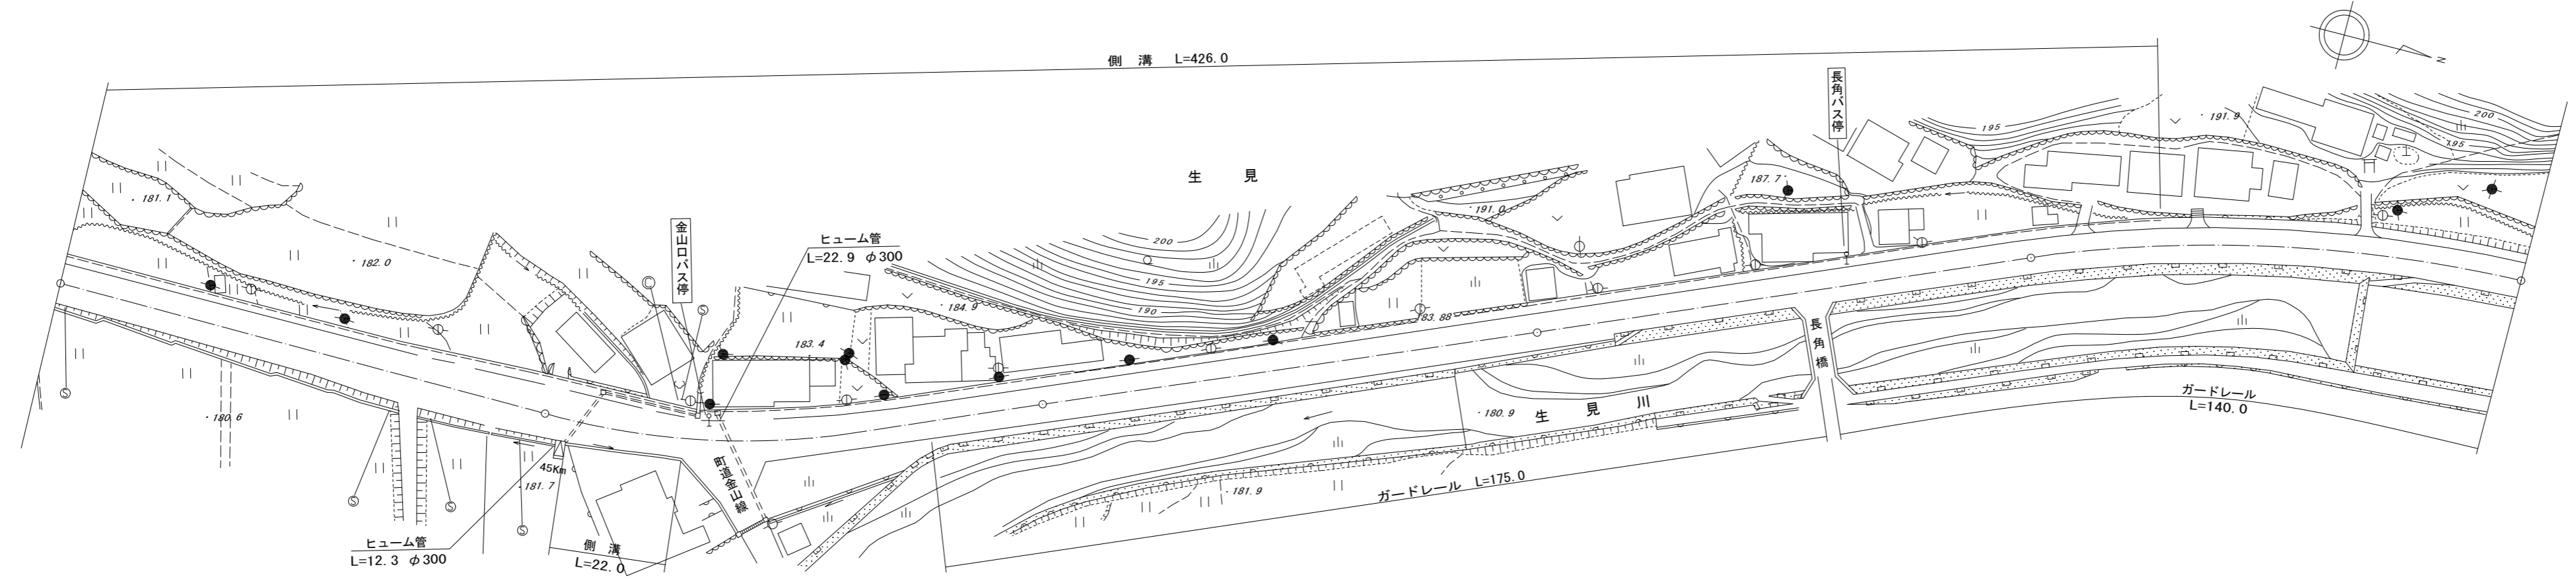 側 溝 L=426.0
N
長角バス停
195
191.9
200
195
生 見
187.7
191.0
181.1
金山口バス停
ヒューム管
L=22.9 φ300
200
182.0
195
190
184.9
183.88
183.4
長角橋
ガードレール
L=140.0
180.6
180.9
生 見 川
45Km
181.7
町道金山線
181.9
ガードレール L=175.0
ヒューム管
L=12.3 φ300
側 溝
L=22.0
C
S
S
S
S
S